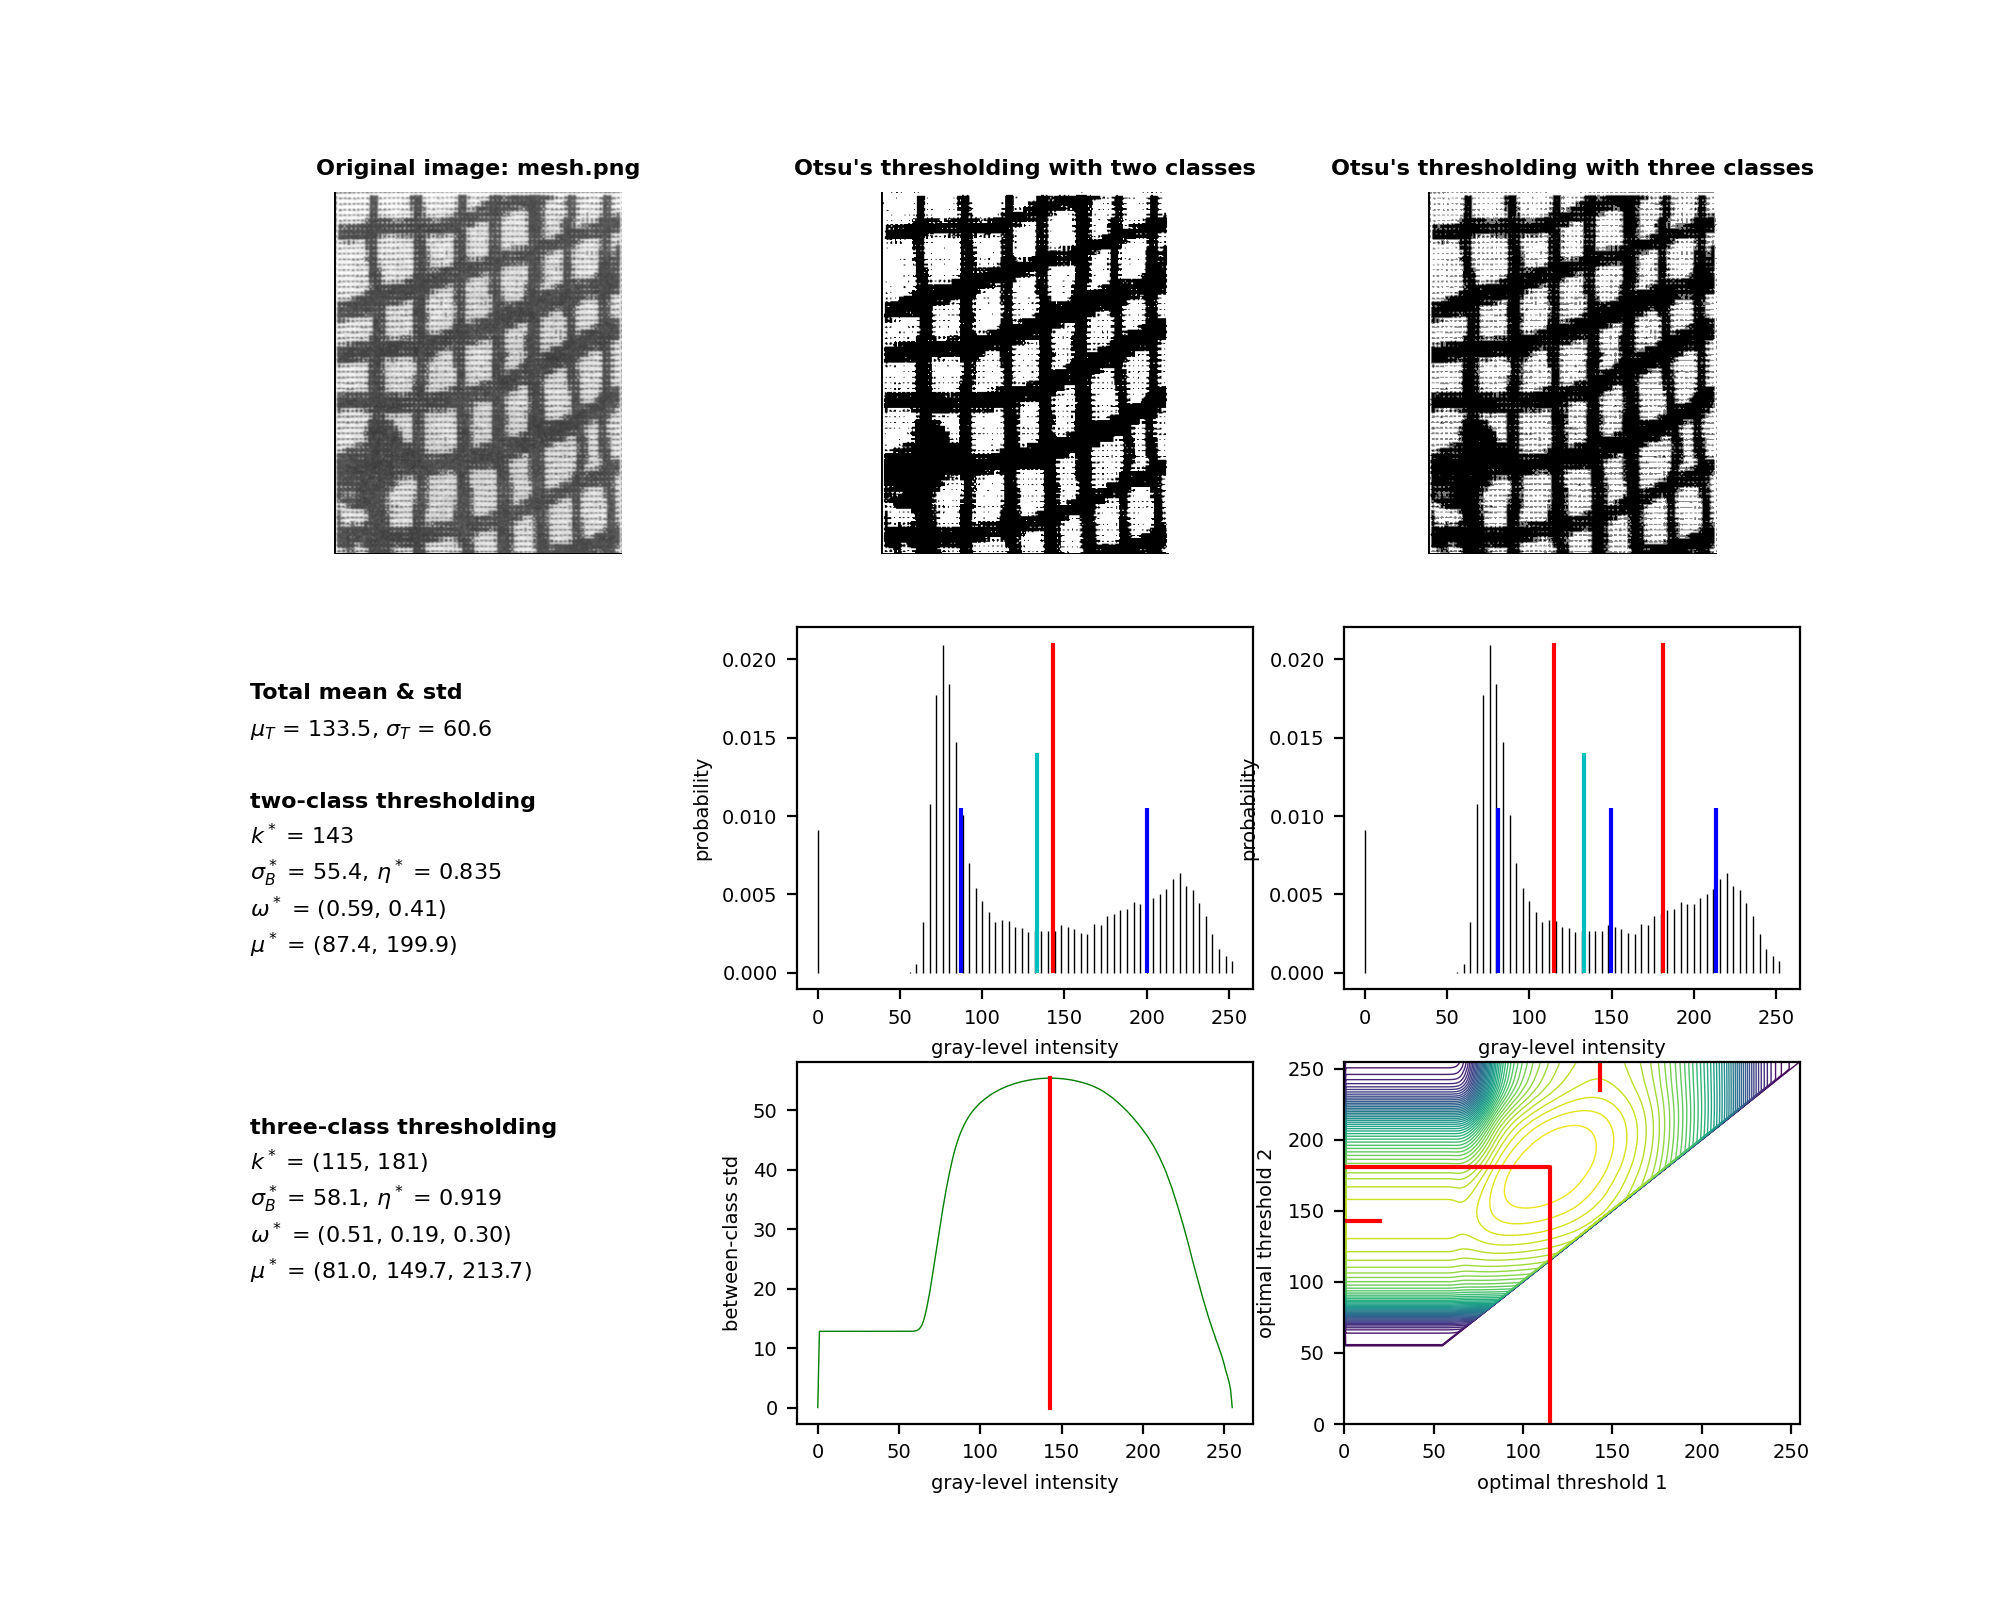 Original image: mesh.png
Otsu's thresholding with two classes
Otsu's thresholding with three classes
Total mean & std
μT = 133.5, σT = 60.6
two-class thresholding
k* = 143
σB* = 55.4, η* = 0.835
ω* = (0.59, 0.41)
μ* = (87.4, 199.9)
probability
0.020
0.015
0.010
0.005
0.000
0 50 100 150 200 250
gray-level intensity
probability
0.020
0.015
0.010
0.005
0.000
0 50 100 150 200 250
gray-level intensity
three-class thresholding
k* = (115, 181)
σB* = 58.1, η* = 0.919
ω* = (0.51, 0.19, 0.30)
μ* = (81.0, 149.7, 213.7)
between-class std
50
40
30
20
10
0
0 50 100 150 200 250
gray-level intensity
optimal threshold 2
250
200
150
100
50
0
0 50 100 150 200 250
optimal threshold 1